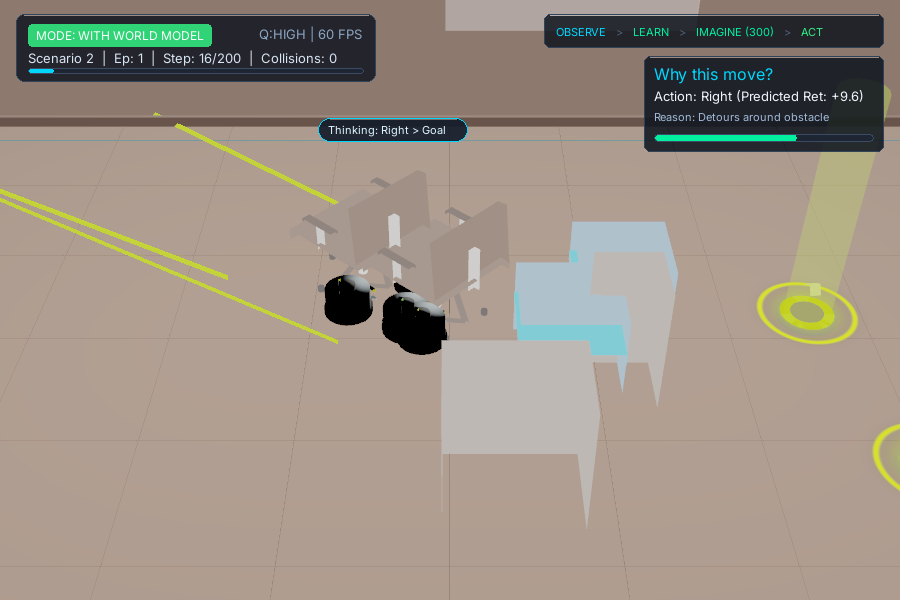 MODE: WITH WORLD MODEL
Q:HIGH | 60 FPS
Scenario 2 | Ep: 1 | Step: 16/200 | Collisions: 0
OBSERVE > LEARN > IMAGINE (300) > ACT
Why this move?
Action: Right (Predicted Ret: +9.6)
Reason: Detours around obstacle
Thinking: Right > Goal